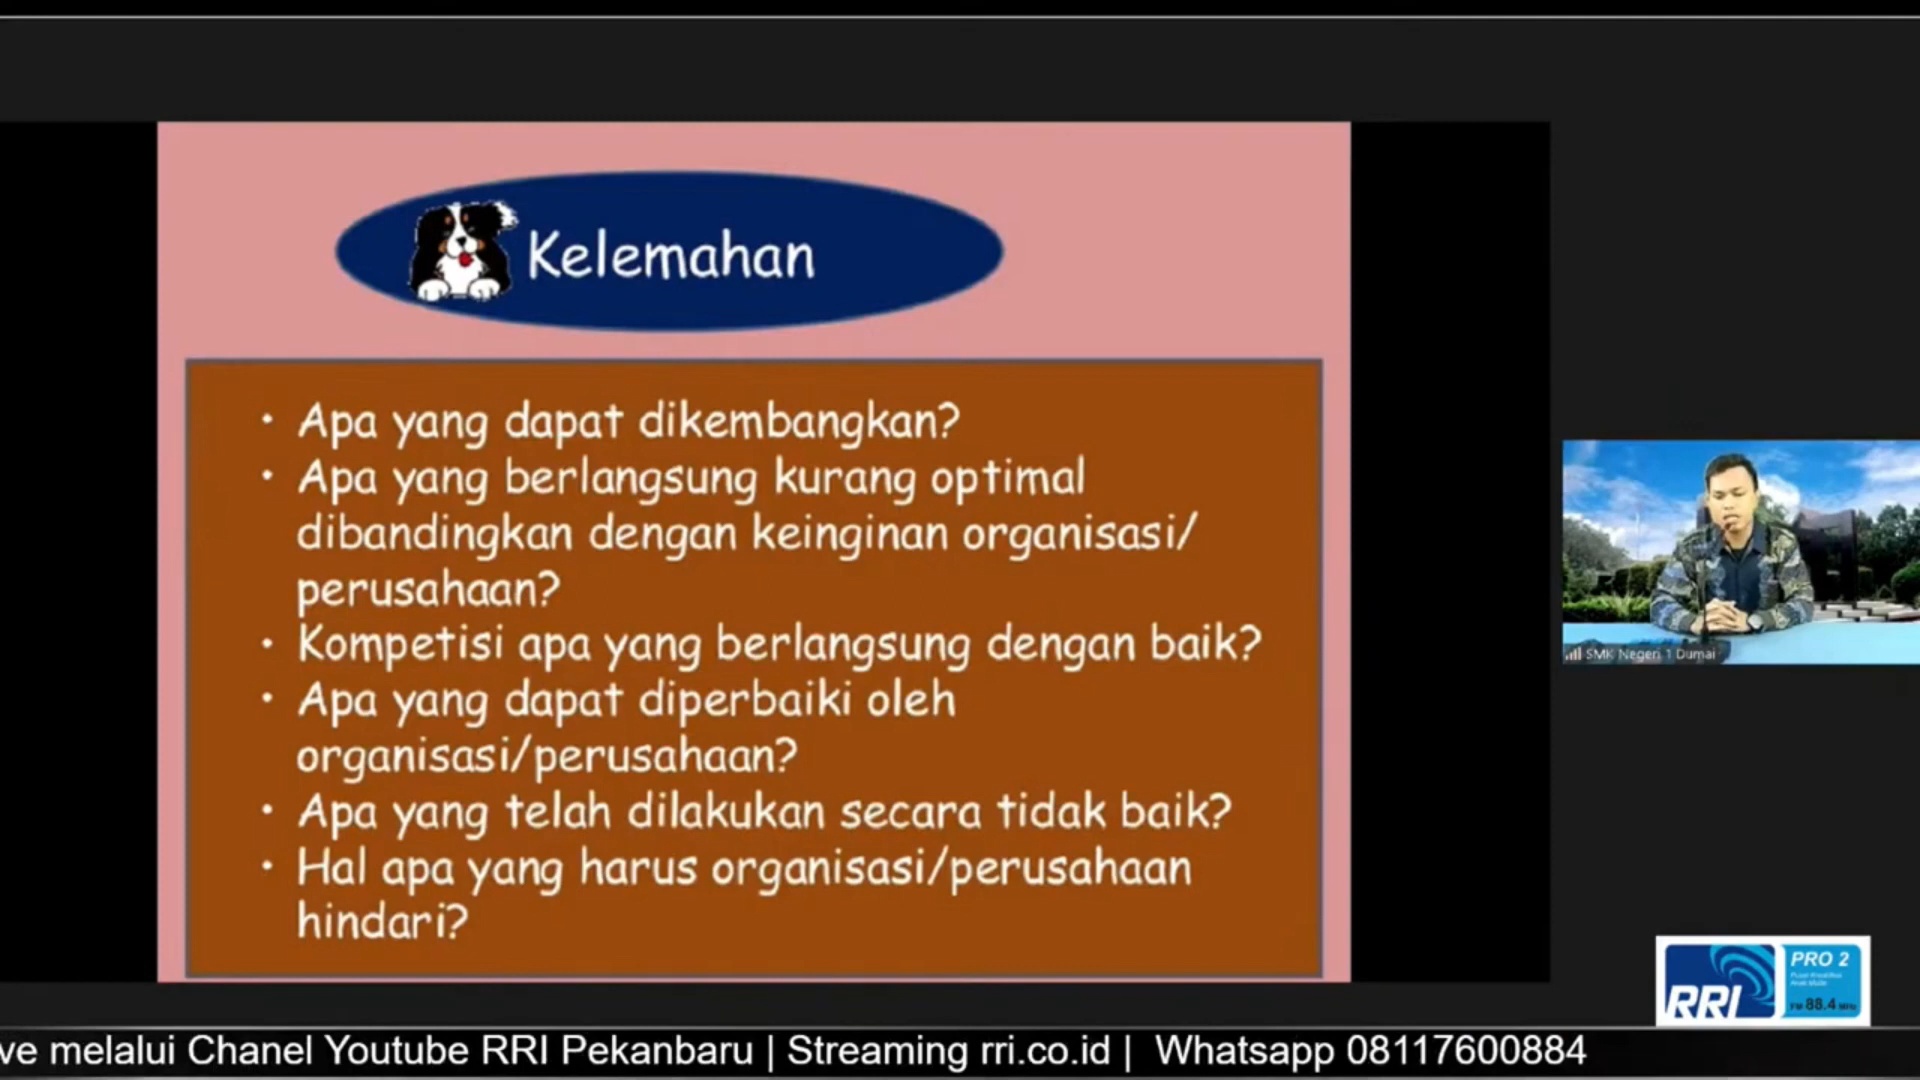 Kelemahan
• Apa yang dapat dikembangkan?
• Apa yang berlangsung kurang optimal
dibandingkan dengan keinginan organisasi/
perusahaan?
• Kompetisi apa yang berlangsung dengan baik?
• Apa yang dapat diperbaiki oleh
organisasi/perusahaan?
• Apa yang telah dilakukan secara tidak baik?
• Hal apa yang harus organisasi/perusahaan
hindari?
SMK Negeri 1 Dumai
RRI
PRO 2
FM 88.4 MHz
ve melalui Chanel Youtube RRI Pekanbaru | Streaming rri.co.id | Whatsapp 08117600884